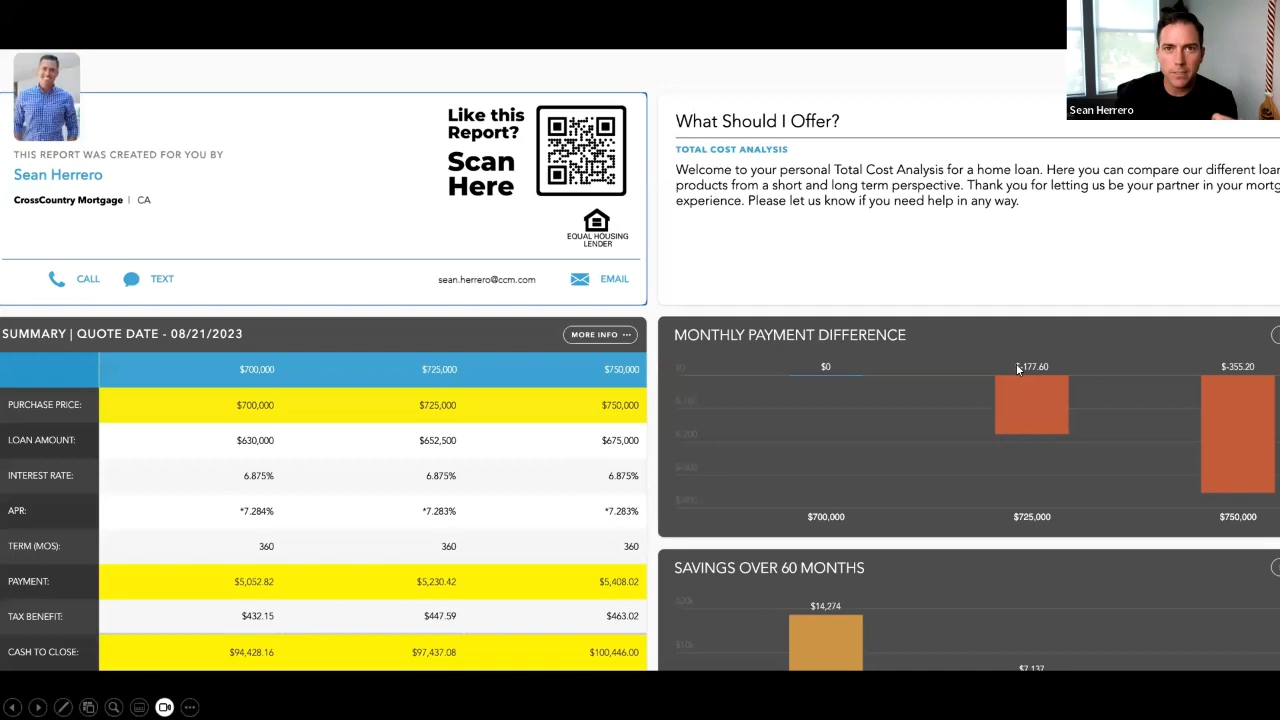 Sean Herrero
THIS REPORT WAS CREATED FOR YOU BY
Sean Herrero
CrossCountry Mortgage | CA
Like this
Report?
Scan
Here
EQUAL HOUSING
LENDER
CALL
TEXT
sean.herrero@ccm.com
EMAIL
What Should I Offer?
TOTAL COST ANALYSIS
Welcome to your personal Total Cost Analysis for a home loan. Here you can compare our different loan
products from a short and long term perspective. Thank you for letting us be your partner in your mortg
experience. Please let us know if you need help in any way.
SUMMARY | QUOTE DATE - 08/21/2023
MORE INFO ...
$700,000 $725,000 $750,000
PURCHASE PRICE: $700,000 $725,000 $750,000
LOAN AMOUNT: $630,000 $652,500 $675,000
INTEREST RATE: 6.875% 6.875% 6.875%
APR: *7.284% *7.283% *7.283%
TERM (MOS): 360 360 360
PAYMENT: $5,052.82 $5,230.42 $5,408.02
TAX BENEFIT: $432.15 $447.59 $463.02
CASH TO CLOSE: $94,428.16 $97,437.08 $100,446.00
MONTHLY PAYMENT DIFFERENCE
$0 $-177.60 $-355.20
$0
$700,000 $725,000 $750,000
SAVINGS OVER 60 MONTHS
$20k
$14,274
$10k
$7,137